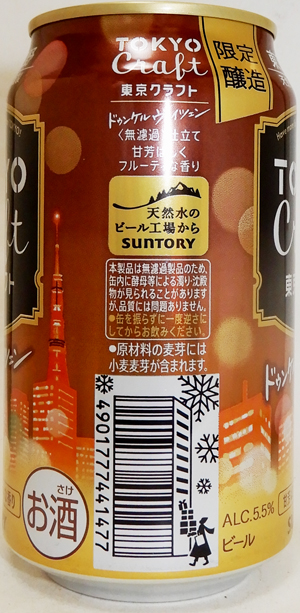 TOKYO
Craft
東京クラフト
限定
醸造
ドゥンケルヴァイツェン
〈無濾過〉仕立て
甘芳ばしく
フルーティな香り
天然水の
ビール工場から
SUNTORY
本製品は無濾過製品のため、
缶内に酵母等による濁り・沈殿
物が見られることがあります
が、品質には問題ありません。
●缶を振らずに一度逆さに
してからお飲みください。
●原材料の麦芽には
小麦麦芽が含まれます。
4901777441477
さけ
お酒
ALC.5.5%
ビール